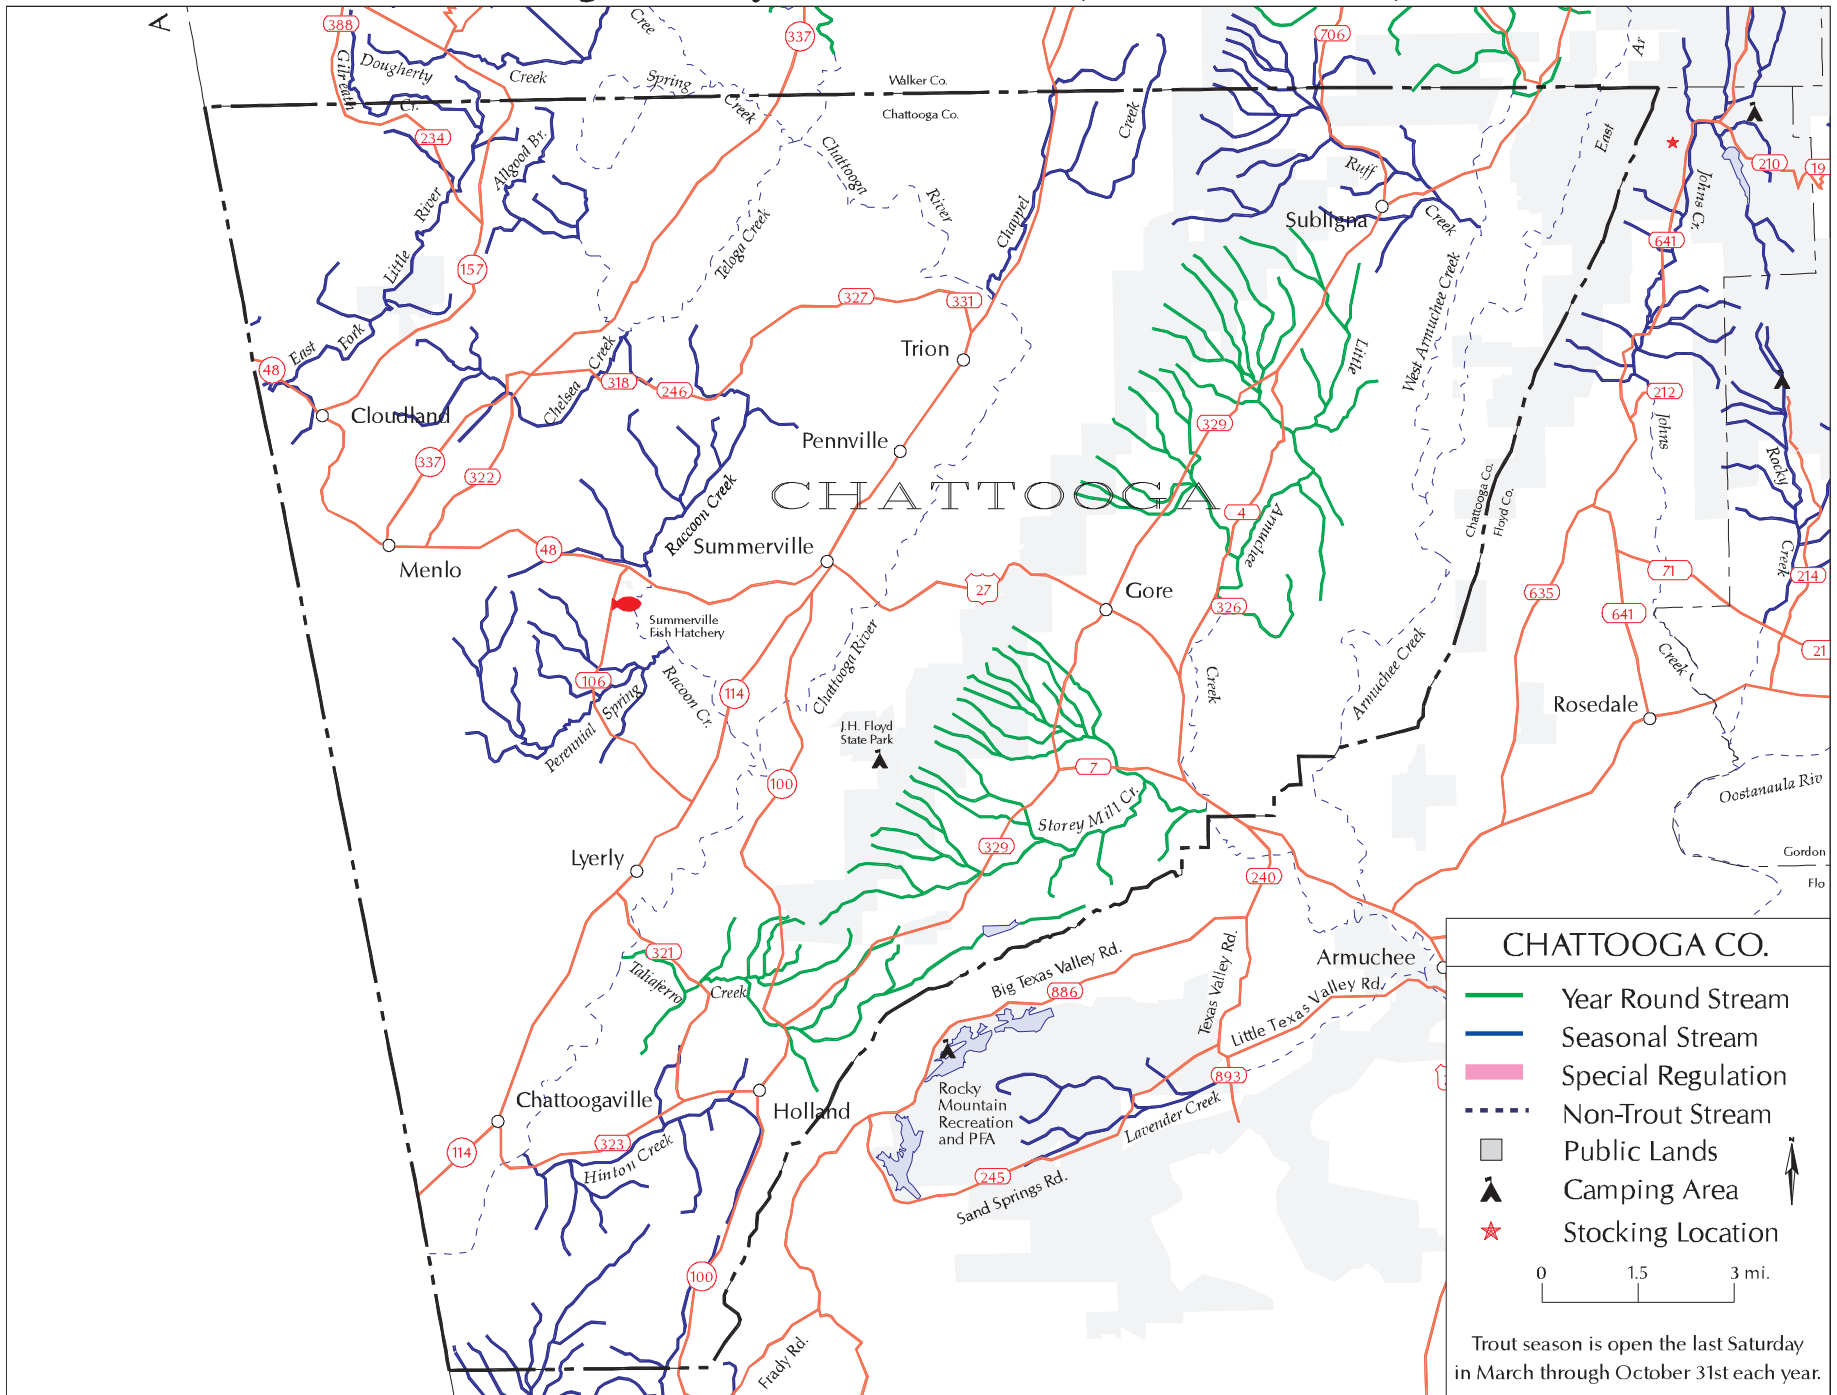 A
388
Gilreath
Dougherty
Creek
Cr.
234
Cree
Spring
Creek
337
Walker Co.
Chattooga Co.
706
Ar
East
Allgood Br.
Little
River
157
East
Fork
48
Cloudland
337
322
Chelsea
Creek
318
246
Teloga Creek
Chattooga
River
327
331
Chappel
Creek
Trion
Pennville
Ruff
Creek
Subligna
West Armuchee Creek
Little
Johns Cr.
210
19
641
212
Johns
Creek
Rocky
Creek
214
329
4
Armuchee
Creek
326
CHATTOOGA
Chattooga Co.
Floyd Co.
Menlo
48
Racoon Creek
Summerville
27
Gore
Summerville
Fish Hatchery
106
Perennial
Spring
Racoon Cr.
114
Chattooga River
J.H. Floyd
State Park
100
7
Storey Mill Cr.
329
Armuchee Creek
635
641
71
21
Rosedale
Oostanaula Riv
Gordon
Flo
Lyerly
321
Taliaferro
Creek
240
Big Texas Valley Rd.
886
Texas Valley Rd.
Little Texas Valley Rd.
Armuchee
893
Lavender Creek
Rocky
Mountain
Recreation
and PFA
245
Sand Springs Rd.
Chattoogaville
Holland
323
114
Hinton Creek
100
Frady Rd.
CHATTOOGA CO.
Year Round Stream
Seasonal Stream
Special Regulation
Non-Trout Stream
Public Lands
N
Camping Area
Stocking Location
0 1.5 3 mi.
Trout season is open the last Saturday
in March through October 31st each year.